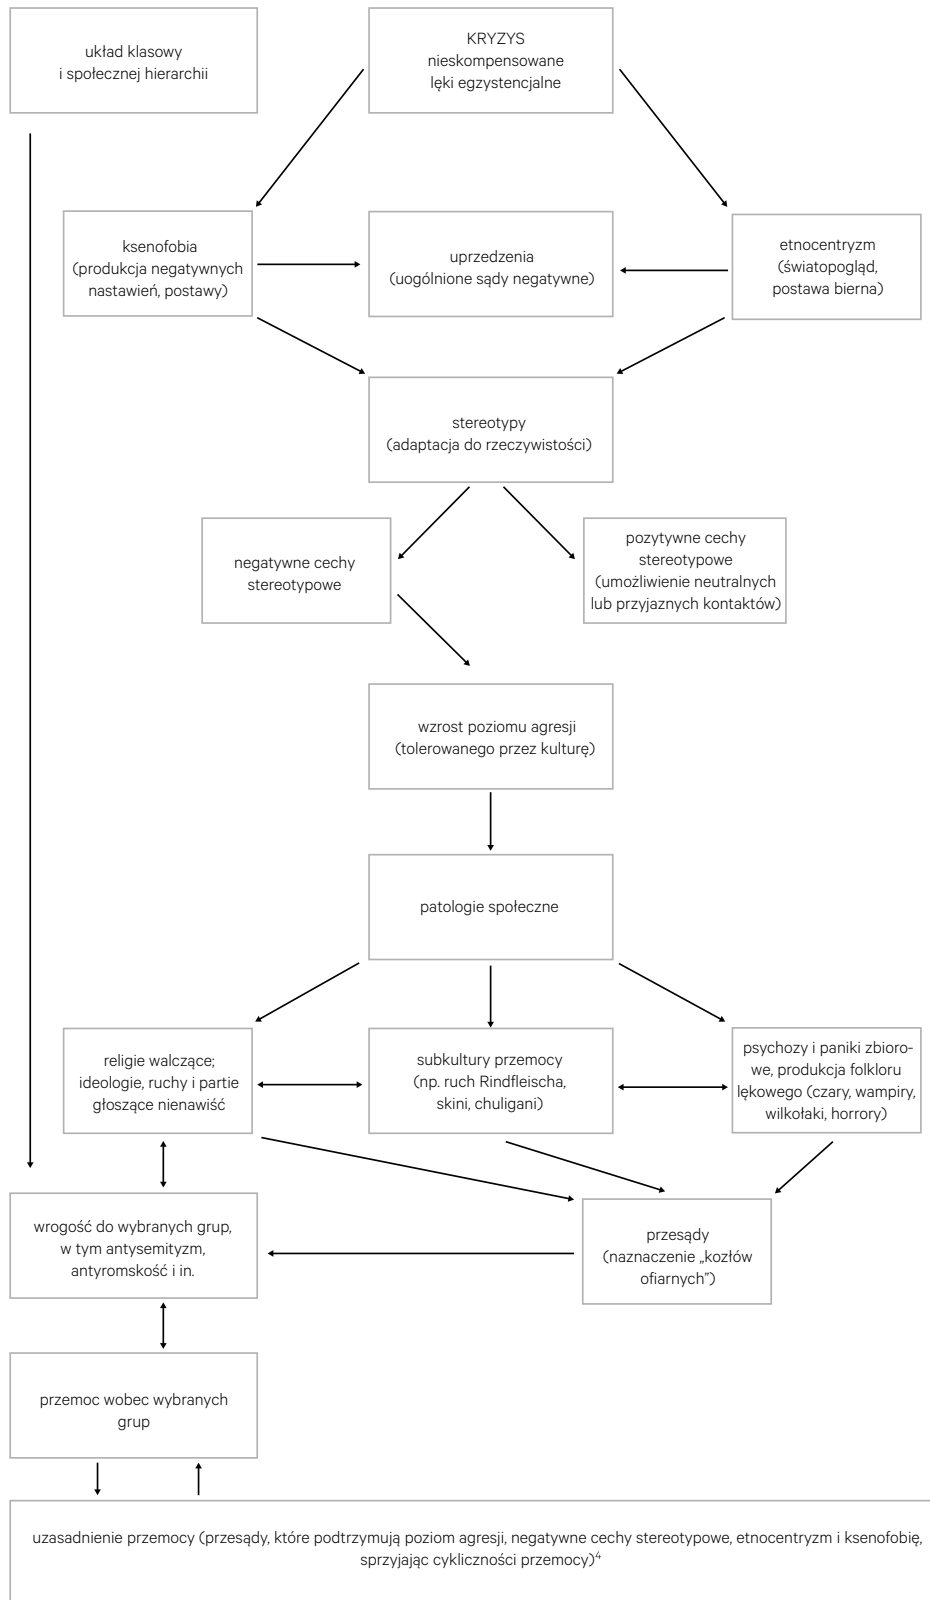 układ klasowy
i społecznej hierarchii
KRYZYS
nieskompensowane
lęki egzystencjalne
ksenofobia
(produkcja negatywnych
nastawień, postawy)
uprzedzenia
(uogólnione sądy negatywne)
etnocentryzm
(światopogląd,
postawa bierna)
stereotypy
(adaptacja do rzeczywistości)
negatywne cechy
stereotypowe
pozytywne cechy
stereotypowe
(umożliwienie neutralnych
lub przyjaznych kontaktów)
wzrost poziomu agresji
(tolerowanego przez kulturę)
patologie społeczne
religie walczące;
ideologie, ruchy i partie
głoszące nienawiść
subkultury przemocy
(np. ruch Rindfleischa,
skini, chuligani)
psychozy i paniki zbioro-
we, produkcja folkloru
lękowego (czary, wampiry,
wilkołaki, horrory)
wrogość do wybranych grup,
w tym antysemityzm,
antyromskość i in.
przesądy
(naznaczenie „kozłów
ofiarnych”)
przemoc wobec wybranych
grup
uzasadnienie przemocy (przesądy, które podtrzymują poziom agresji, negatywne cechy stereotypowe, etnocentryzm i ksenofobię,
sprzyjając cykliczności przemocy)⁴